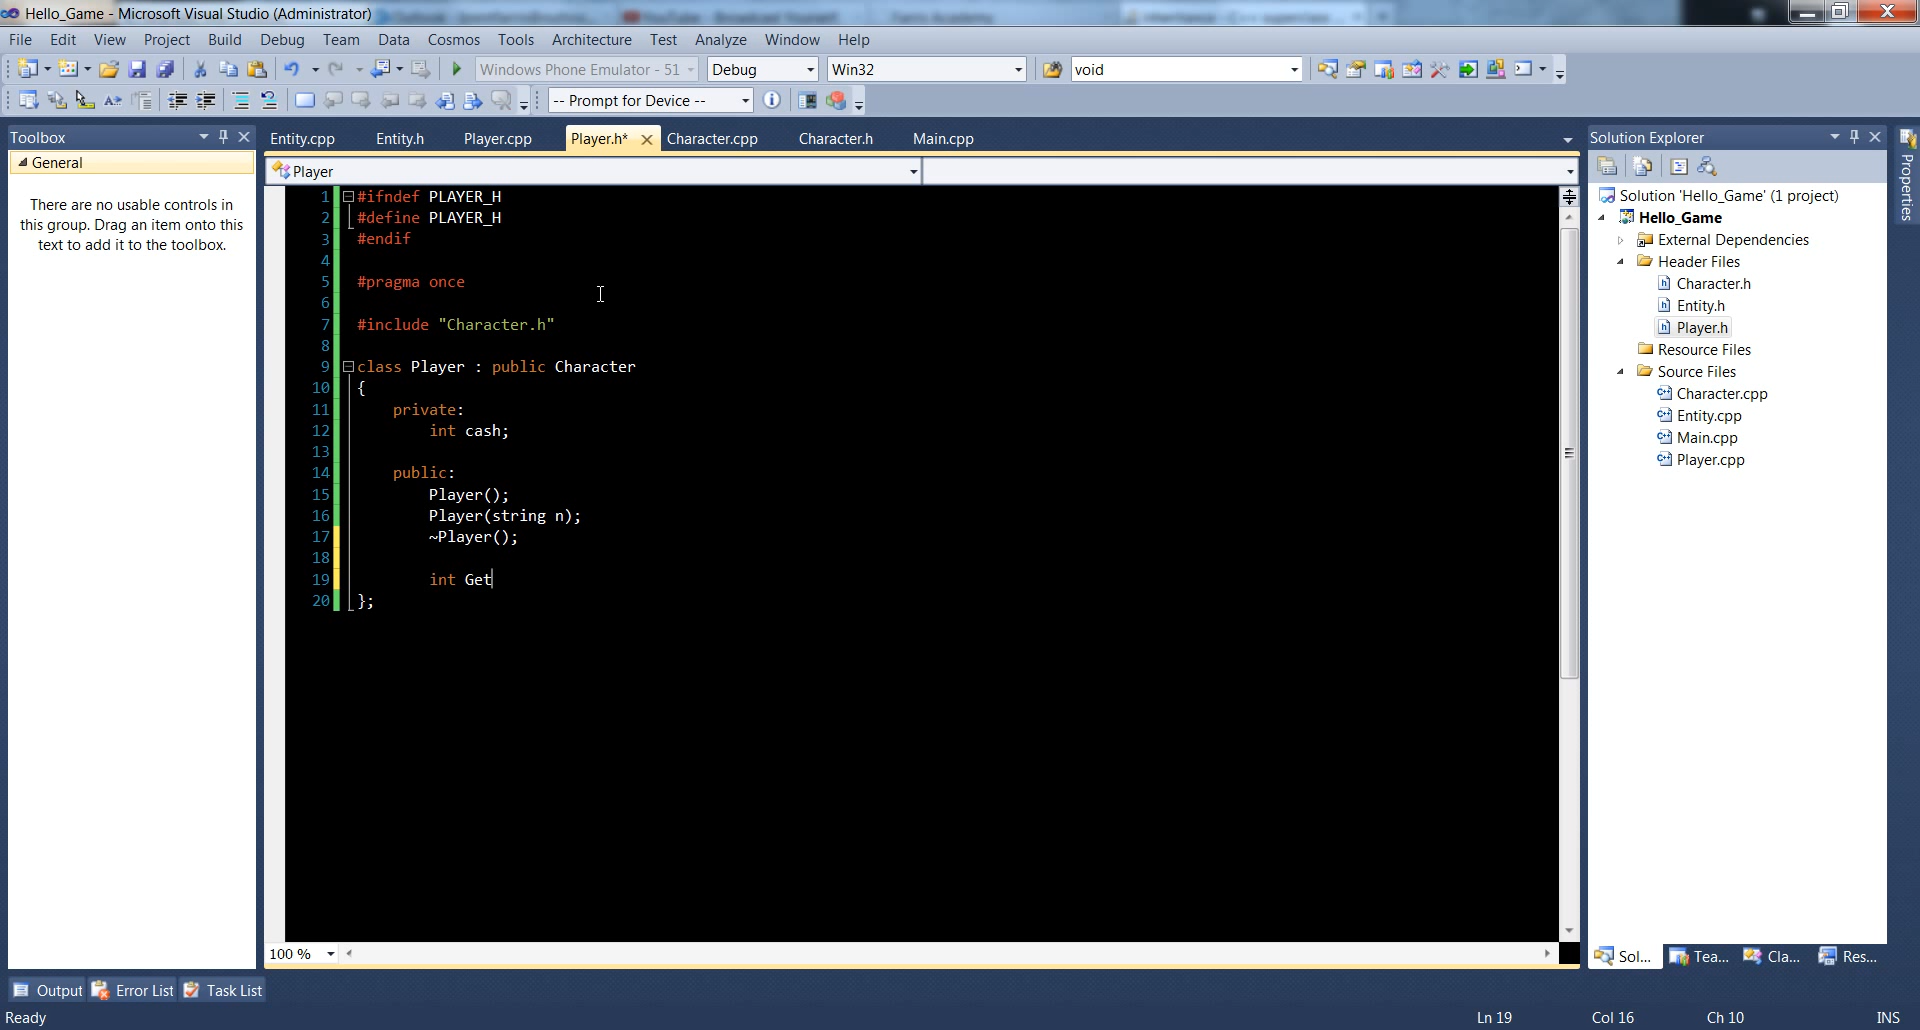 Hello_Game - Microsoft Visual Studio (Administrator)
File Edit View Project Build Debug Team Data Cosmos Tools Architecture Test Analyze Window Help
Windows Phone Emulator - 51 Debug Win32 void
-- Prompt for Device --
Toolbox
General
There are no usable controls in
this group. Drag an item onto this
text to add it to the toolbox.
Entity.cpp Entity.h Player.cpp Player.h* Character.cpp Character.h Main.cpp
Player
1 #ifndef PLAYER_H
2 #define PLAYER_H
3 #endif
4
5 #pragma once
6
7 #include "Character.h"
8
9 class Player : public Character
10 {
11 private:
12 int cash;
13
14 public:
15 Player();
16 Player(string n);
17 ~Player();
18
19 int Get
20 };
100 %
Solution Explorer
Solution 'Hello_Game' (1 project)
Hello_Game
External Dependencies
Header Files
Character.h
Entity.h
Player.h
Resource Files
Source Files
Character.cpp
Entity.cpp
Main.cpp
Player.cpp
Sol... Tea... Cla... Res...
Properties
Output Error List Task List
Ready Ln 19 Col 16 Ch 10 INS